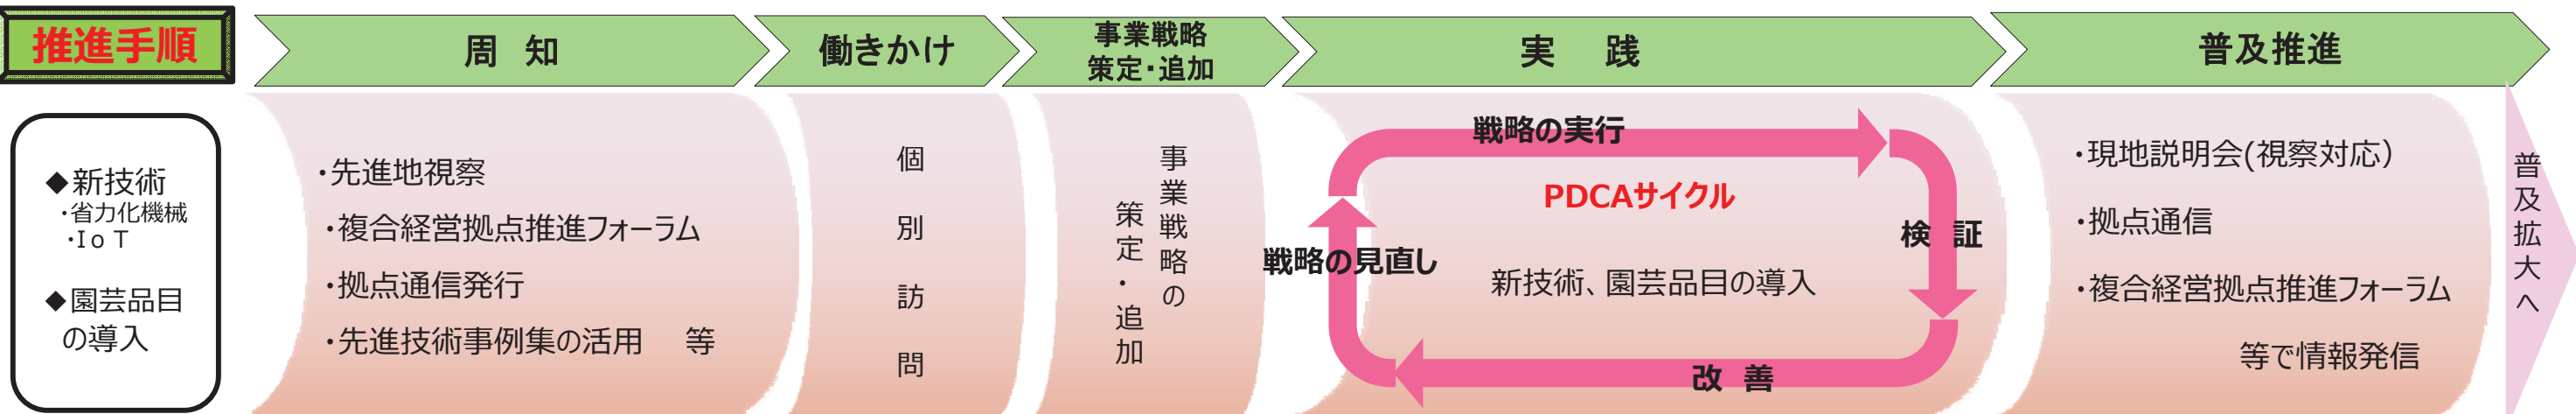 推進手順
周　知
働きかけ
事業戦略
策定・追加
実　践
普及推進
◆新技術
・省力化機械
・IoT
◆園芸品目
の導入
・先進地視察
・複合経営拠点推進フォーラム
・拠点通信発行
・先進技術事例集の活用　等
個別訪問
事業戦略の
策定・追加
戦略の実行
PDCAサイクル
検　証
戦略の見直し
新技術、園芸品目の導入
改　善
・現地説明会(視察対応）
・拠点通信
・複合経営拠点推進フォーラム
等で情報発信
普及拡大へ